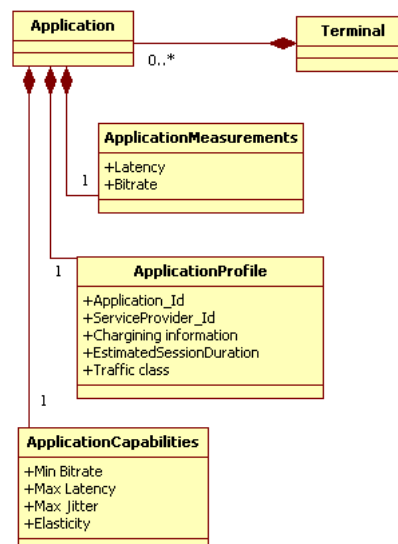 Application
Terminal
0..*
ApplicationMeasurements
+Latency
+Bitrate
1
ApplicationProfile
+Application_Id
+ServiceProvider_Id
+Chargining information
+EstimatedSessionDuration
+Traffic class
1
1
ApplicationCapabilities
+Min Bitrate
+Max Latency
+Max Jitter
+Elasticity